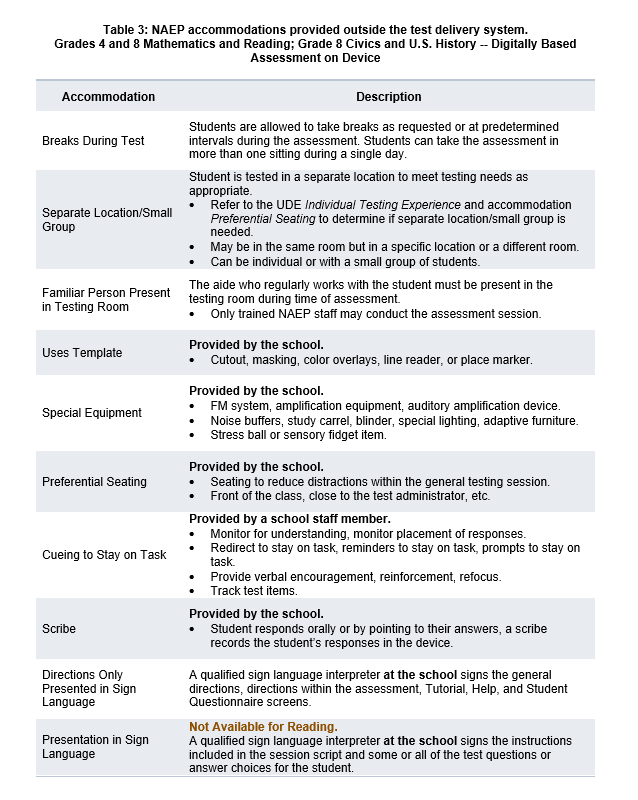 Table 3: NAEP accommodations provided outside the test delivery system.
Grades 4 and 8 Mathematics and Reading; Grade 8 Civics and U.S. History -- Digitally Based
Assessment on Device
Accommodation
Description
Breaks During Test
Students are allowed to take breaks as requested or at predetermined
intervals during the assessment. Students can take the assessment in
more than one sitting during a single day.
Separate Location/Small
Group
Student is tested in a separate location to meet testing needs as
appropriate.
• Refer to the UDE Individual Testing Experience and accommodation
Preferential Seating to determine if separate location/small group is
needed.
• May be in the same room but in a specific location or a different room.
• Can be individual or with a small group of students.
Familiar Person Present
in Testing Room
The aide who regularly works with the student must be present in the
testing room during time of assessment.
• Only trained NAEP staff may conduct the assessment session.
Uses Template
Provided by the school.
• Cutout, masking, color overlays, line reader, or place marker.
Special Equipment
Provided by the school.
• FM system, amplification equipment, auditory amplification device.
• Noise buffers, study carrel, blinder, special lighting, adaptive furniture.
• Stress ball or sensory fidget item.
Preferential Seating
Provided by the school.
• Seating to reduce distractions within the general testing session.
• Front of the class, close to the test administrator, etc.
Cueing to Stay on Task
Provided by a school staff member.
• Monitor for understanding, monitor placement of responses.
• Redirect to stay on task, reminders to stay on task, prompts to stay on
task.
• Provide verbal encouragement, reinforcement, refocus.
• Track test items.
Scribe
Provided by the school.
• Student responds orally or by pointing to their answers, a scribe
records the student's responses in the device.
Directions Only
Presented in Sign
Language
A qualified sign language interpreter at the school signs the general
directions, directions within the assessment, Tutorial, Help, and Student
Questionnaire screens.
Presentation in Sign
Language
Not Available for Reading.
A qualified sign language interpreter at the school signs the instructions
included in the session script and some or all of the test questions or
answer choices for the student.